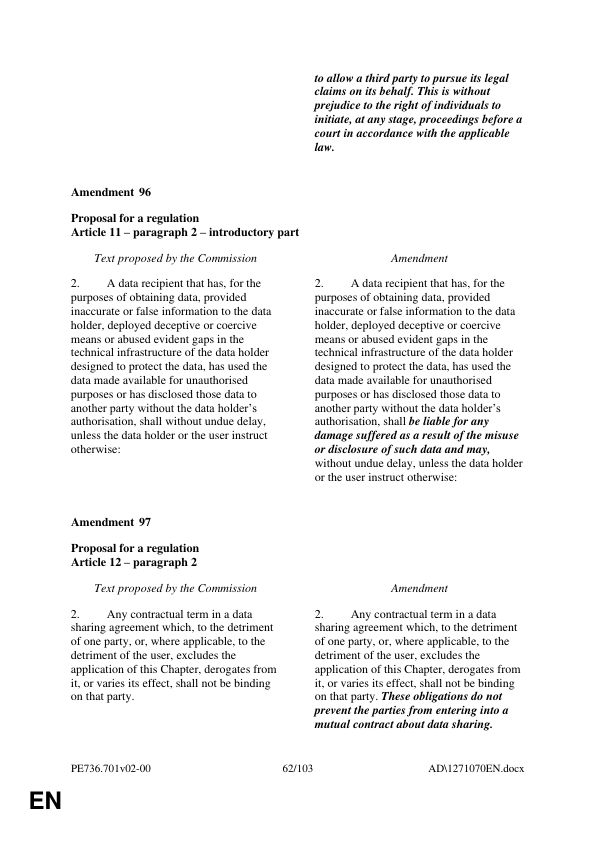 to allow a third party to pursue its legal
claims on its behalf. This is without
prejudice to the right of individuals to
initiate, at any stage, proceedings before a
court in accordance with the applicable
law.
Amendment 96
Proposal for a regulation
Article 11 – paragraph 2 – introductory part
Text proposed by the Commission
2. A data recipient that has, for the
purposes of obtaining data, provided
inaccurate or false information to the data
holder, deployed deceptive or coercive
means or abused evident gaps in the
technical infrastructure of the data holder
designed to protect the data, has used the
data made available for unauthorised
purposes or has disclosed those data to
another party without the data holder’s
authorisation, shall without undue delay,
unless the data holder or the user instruct
otherwise:
Amendment
2. A data recipient that has, for the
purposes of obtaining data, provided
inaccurate or false information to the data
holder, deployed deceptive or coercive
means or abused evident gaps in the
technical infrastructure of the data holder
designed to protect the data, has used the
data made available for unauthorised
purposes or has disclosed those data to
another party without the data holder’s
authorisation, shall be liable for any
damage suffered as a result of the misuse
or disclosure of such data and may,
without undue delay, unless the data holder
or the user instruct otherwise:
Amendment 97
Proposal for a regulation
Article 12 – paragraph 2
Text proposed by the Commission
2. Any contractual term in a data
sharing agreement which, to the detriment
of one party, or, where applicable, to the
detriment of the user, excludes the
application of this Chapter, derogates from
it, or varies its effect, shall not be binding
on that party.
Amendment
2. Any contractual term in a data
sharing agreement which, to the detriment
of one party, or, where applicable, to the
detriment of the user, excludes the
application of this Chapter, derogates from
it, or varies its effect, shall not be binding
on that party. These obligations do not
prevent the parties from entering into a
mutual contract about data sharing.
PE736.701v02-00
62/103
AD\1271070EN.docx
EN